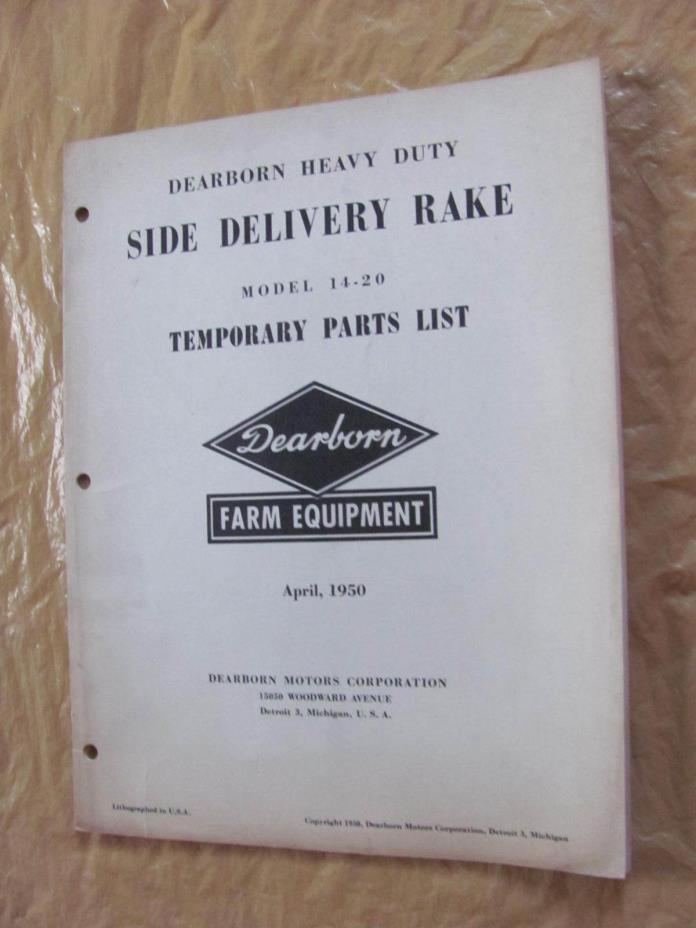 DEARBORN HEAVY DUTY
SIDE DELIVERY RAKE
MODEL 14-20
TEMPORARY PARTS LIST
Dearborn
FARM EQUIPMENT
April, 1950
DEARBORN MOTORS CORPORATION
15050 WOODWARD AVENUE
Detroit 3, Michigan, U. S. A.
Lithographed in U.S.A.
Copyright 1950, Dearborn Motors Corporation, Detroit 3, Michigan